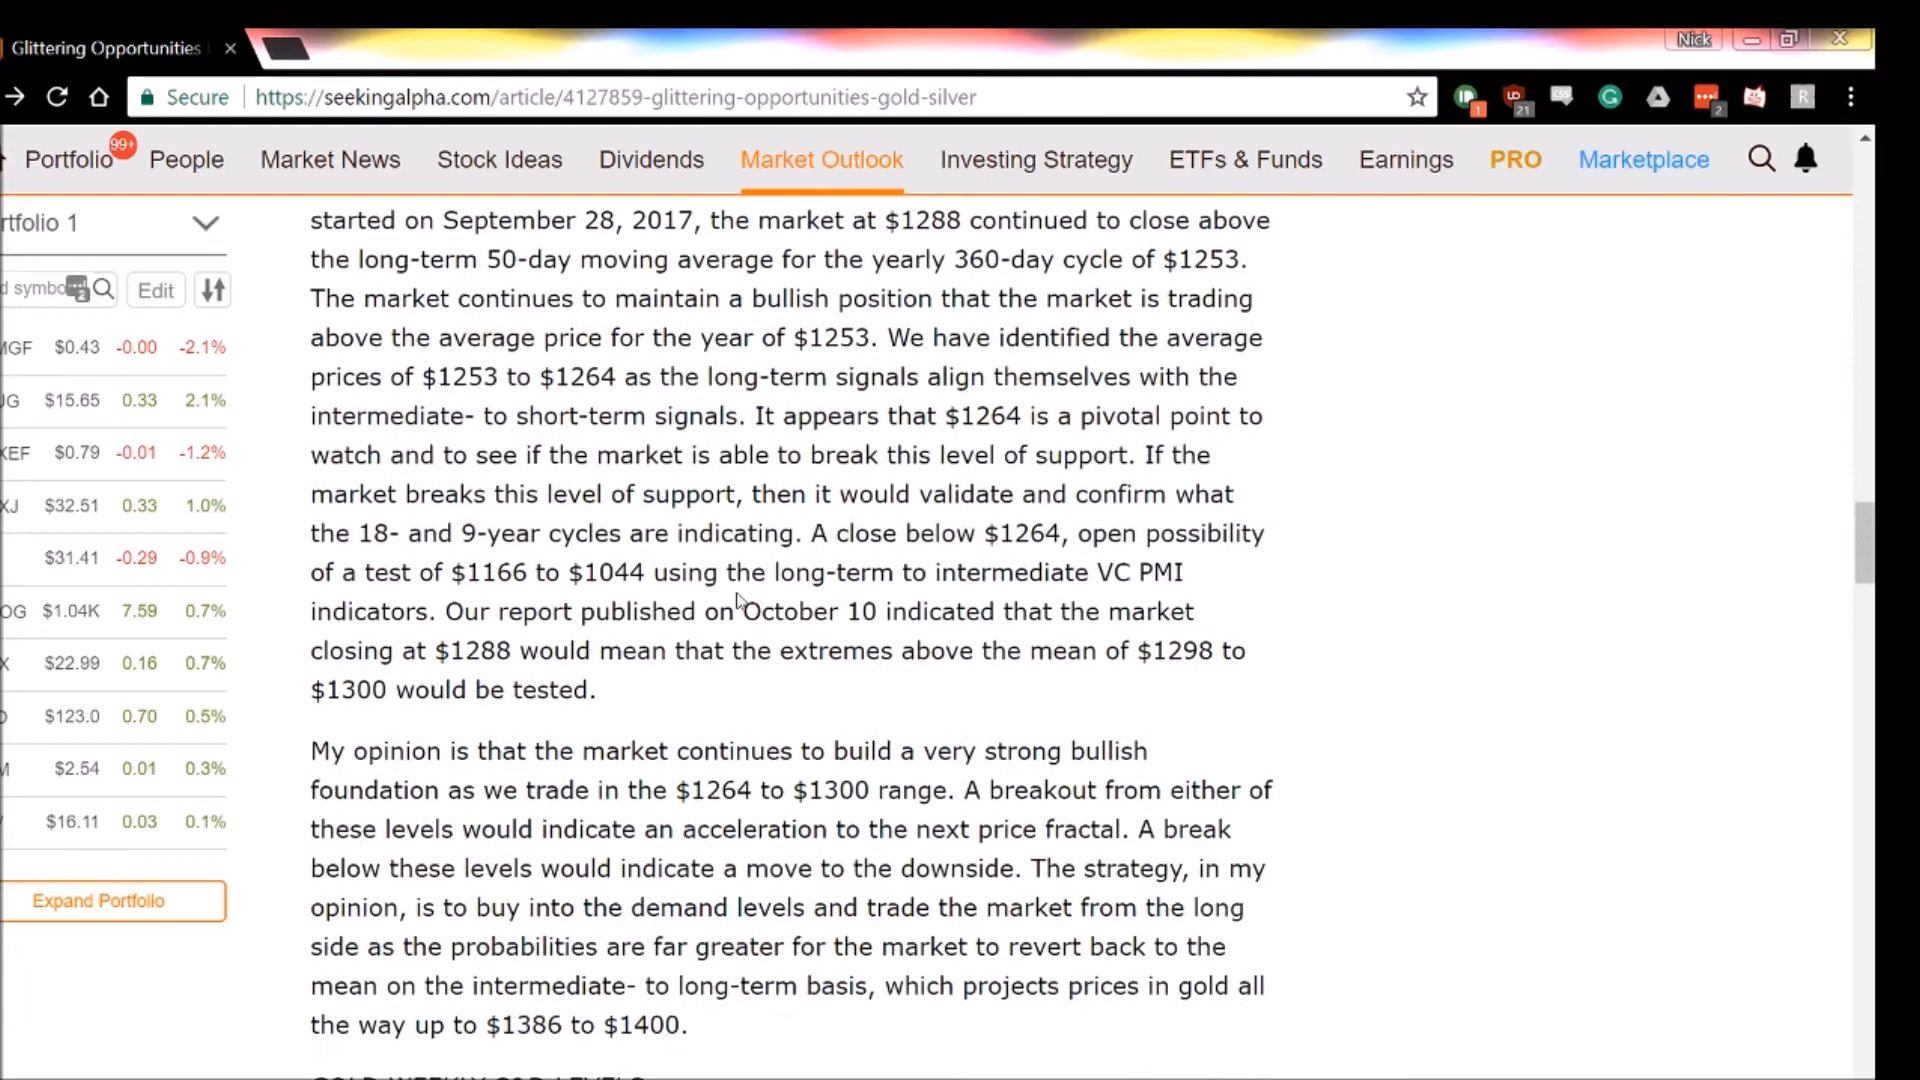 Glittering Opportunities
Nick
Secure
https://seekingalpha.com/article/4127859-glittering-opportunities-gold-silver
1
21
2
Portfolio 99+ People Market News Stock Ideas Dividends Market Outlook Investing Strategy ETFs & Funds Earnings PRO Marketplace
rtfolio 1
d symbo
Edit
MGF $0.43 -0.00 -2.1%
JG $15.65 0.33 2.1%
XEF $0.79 -0.01 -1.2%
XJ $32.51 0.33 1.0%
$31.41 -0.29 -0.9%
OG $1.04K 7.59 0.7%
X $22.99 0.16 0.7%
$123.0 0.70 0.5%
$2.54 0.01 0.3%
$16.11 0.03 0.1%
Expand Portfolio
started on September 28, 2017, the market at $1288 continued to close above
the long-term 50-day moving average for the yearly 360-day cycle of $1253.
The market continues to maintain a bullish position that the market is trading
above the average price for the year of $1253. We have identified the average
prices of $1253 to $1264 as the long-term signals align themselves with the
intermediate- to short-term signals. It appears that $1264 is a pivotal point to
watch and to see if the market is able to break this level of support. If the
market breaks this level of support, then it would validate and confirm what
the 18- and 9-year cycles are indicating. A close below $1264, open possibility
of a test of $1166 to $1044 using the long-term to intermediate VC PMI
indicators. Our report published on October 10 indicated that the market
closing at $1288 would mean that the extremes above the mean of $1298 to
$1300 would be tested.
My opinion is that the market continues to build a very strong bullish
foundation as we trade in the $1264 to $1300 range. A breakout from either of
these levels would indicate an acceleration to the next price fractal. A break
below these levels would indicate a move to the downside. The strategy, in my
opinion, is to buy into the demand levels and trade the market from the long
side as the probabilities are far greater for the market to revert back to the
mean on the intermediate- to long-term basis, which projects prices in gold all
the way up to $1386 to $1400.